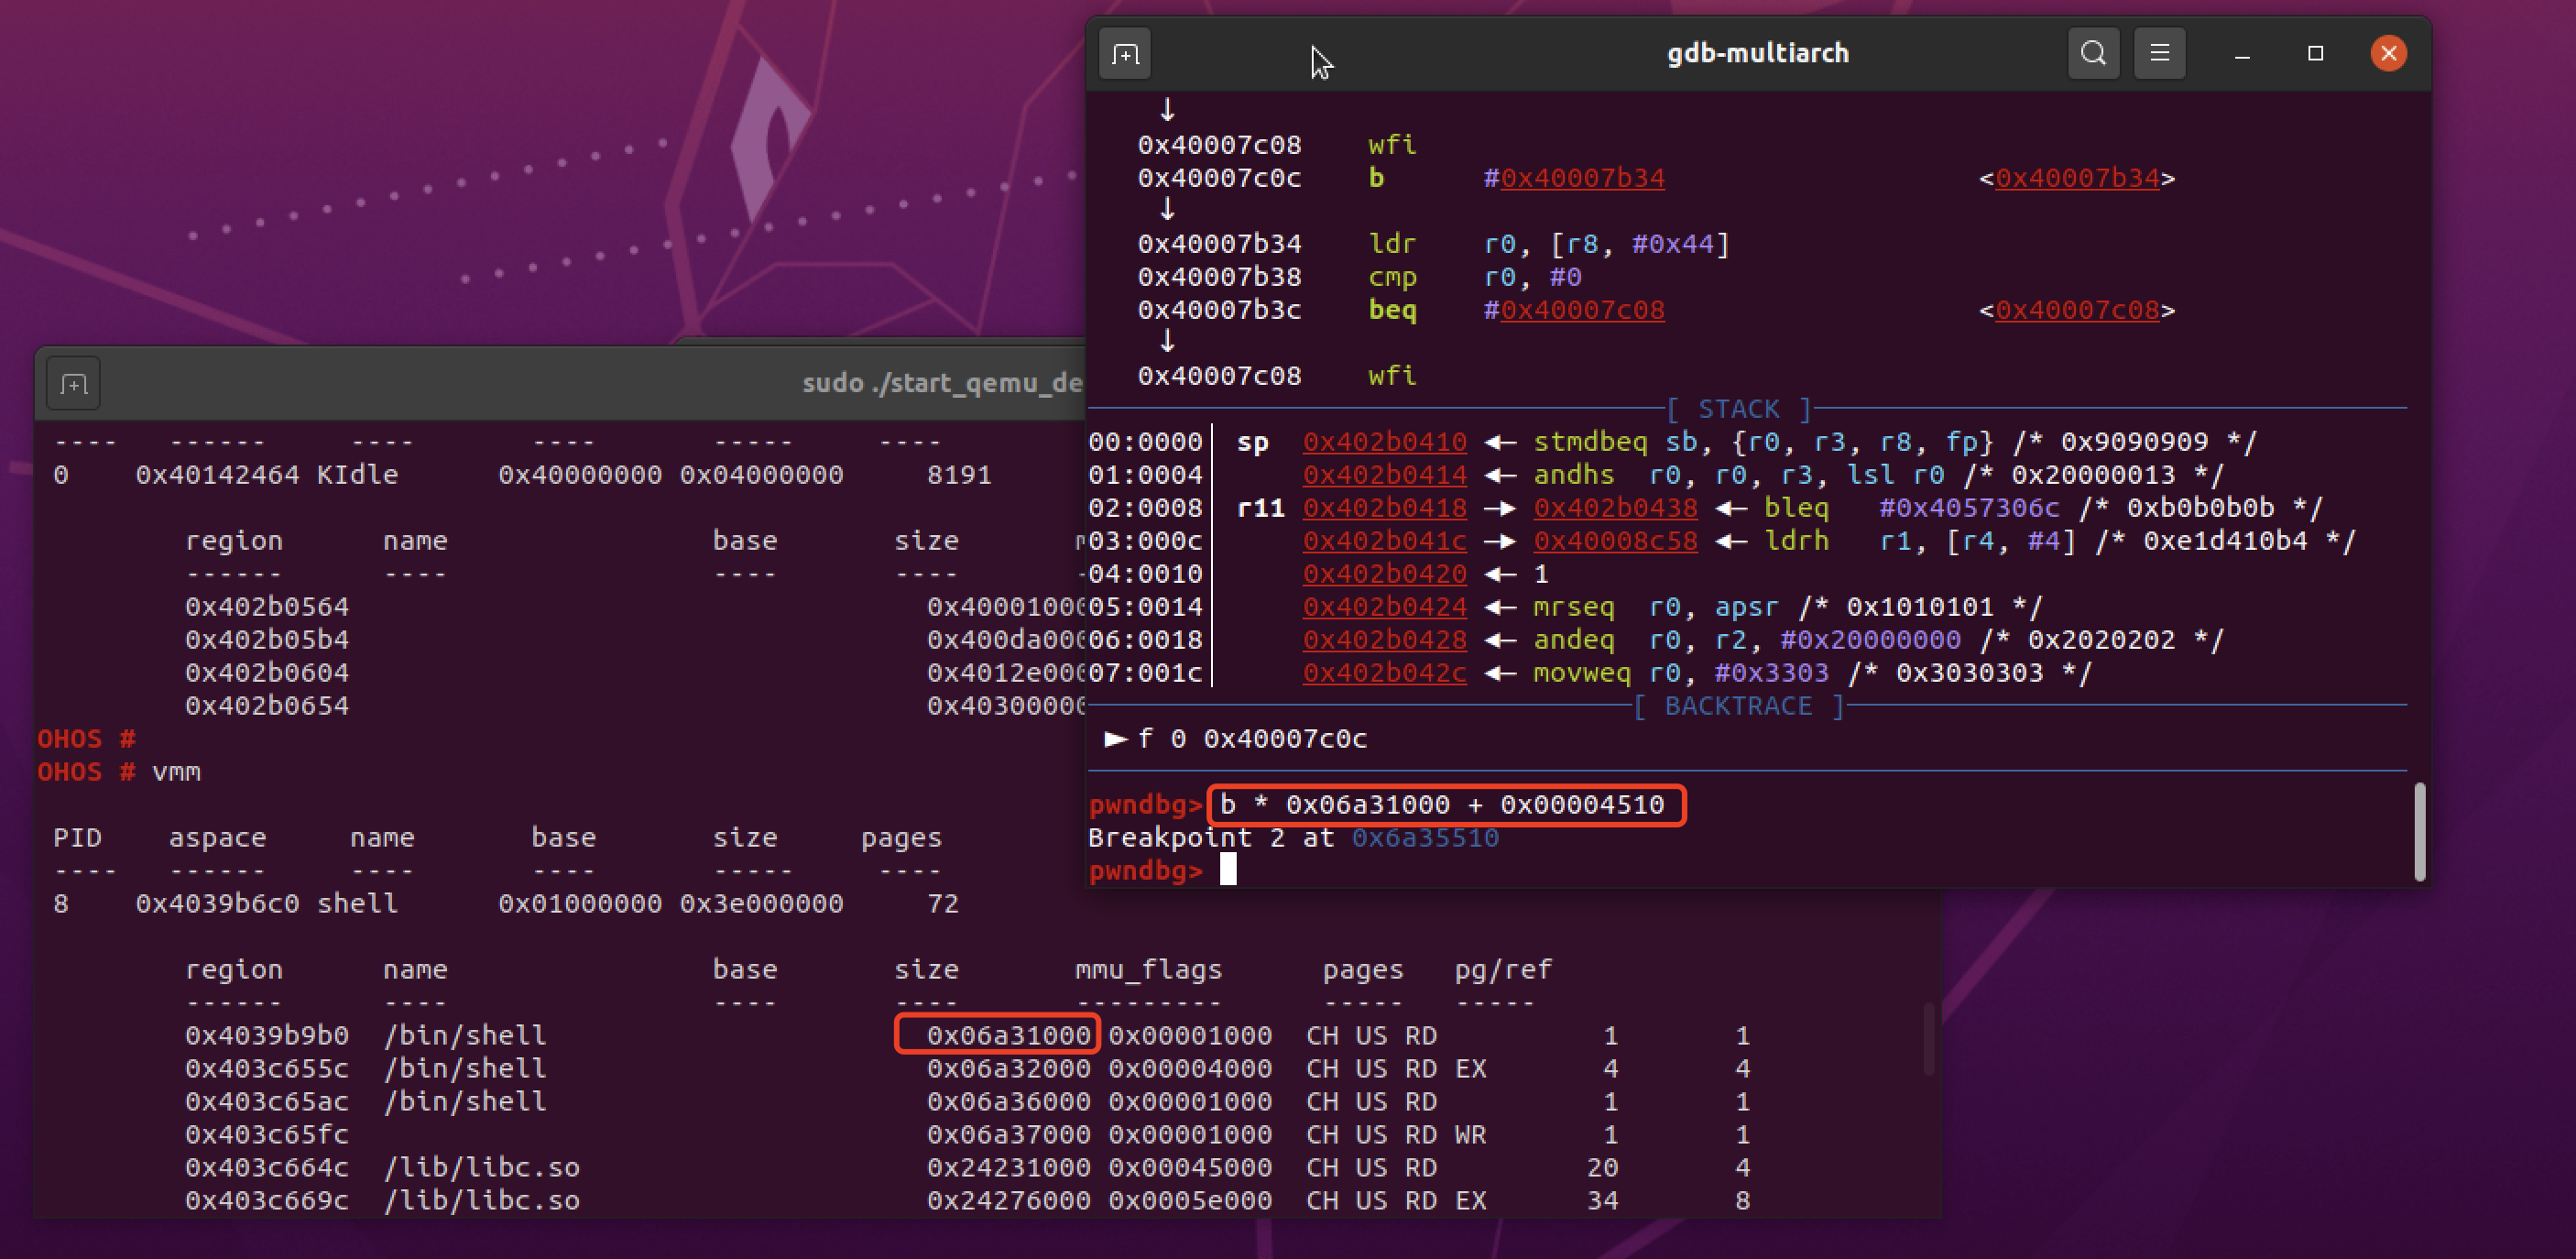 gdb-multiarch
↓
0x40007c08 wfi
0x40007c0c b #0x40007b34 <0x40007b34>
↓
0x40007b34 ldr r0, [r8, #0x44]
0x40007b38 cmp r0, #0
0x40007b3c beq #0x40007c08 <0x40007c08>
↓
0x40007c08 wfi
[ STACK ]
00:0000│ sp 0x402b0410 ◂— stmdbeq sb, {r0, r3, r8, fp} /* 0x9090909 */
01:0004│ 0x402b0414 ◂— andhs r0, r0, r3, lsl r0 /* 0x20000013 */
02:0008│ r11 0x402b0418 —▸ 0x402b0438 ◂— bleq #0x4057306c /* 0xb0b0b0b */
03:000c│ 0x402b041c —▸ 0x40008c58 ◂— ldrh r1, [r4, #4] /* 0xe1d410b4 */
04:0010│ 0x402b0420 ◂— 1
05:0014│ 0x402b0424 ◂— mrseq r0, apsr /* 0x1010101 */
06:0018│ 0x402b0428 ◂— andeq r0, r2, #0x20000000 /* 0x2020202 */
07:001c│ 0x402b042c ◂— movweq r0, #0x3303 /* 0x3030303 */
[ BACKTRACE ]
► f 0 0x40007c0c
pwndbg> b * 0x06a31000 + 0x00004510
Breakpoint 2 at 0x6a35510
pwndbg>
sudo ./start_qemu_de
---- ------ ---- ---- ----- ----
0 0x40142464 KIdle 0x40000000 0x04000000 8191
region name base size
------ ---- ---- ----
0x402b0564 0x40001000
0x402b05b4 0x400da000
0x402b0604 0x4012e000
0x402b0654 0x40300000
OHOS #
OHOS # vmm
PID aspace name base size pages
---- ------ ---- ---- ----- ----
8 0x4039b6c0 shell 0x01000000 0x3e000000 72
region name base size mmu_flags pages pg/ref
------ ---- ---- ---- --------- ----- -----
0x4039b9b0 /bin/shell 0x06a31000 0x00001000 CH US RD 1 1
0x403c655c /bin/shell 0x06a32000 0x00004000 CH US RD EX 4 4
0x403c65ac /bin/shell 0x06a36000 0x00001000 CH US RD 1 1
0x403c65fc 0x06a37000 0x00001000 CH US RD WR 1 1
0x403c664c /lib/libc.so 0x24231000 0x00045000 CH US RD 20 4
0x403c669c /lib/libc.so 0x24276000 0x0005e000 CH US RD EX 34 8